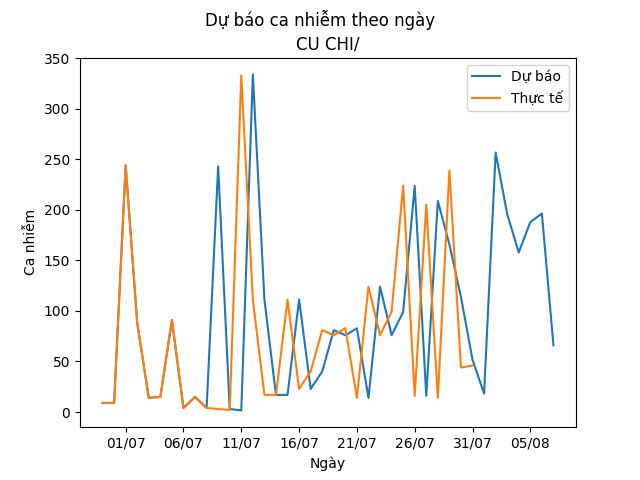 Dự báo ca nhiễm theo ngày
CU CHI/
350
300
250
200
150
100
50
0
Ca nhiễm
Dự báo
Thực tế
01/07 06/07 11/07 16/07 21/07 26/07 31/07 05/08
Ngày